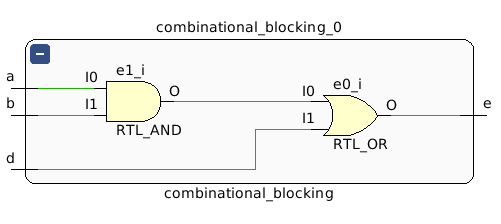 combinational_blocking_0
a
b
d
I0
I1
e1_i
O
RTL_AND
I0
I1
e0_i
O
RTL_OR
e
combinational_blocking